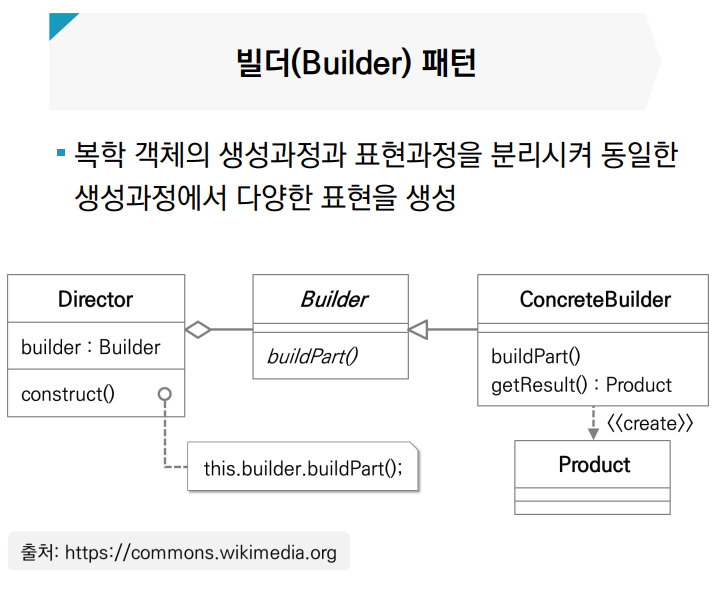 빌더(Builder) 패턴
복학 객체의 생성과정과 표현과정을 분리시켜 동일한
생성과정에서 다양한 표현을 생성
Director
builder : Builder
construct()
Builder
buildPart()
ConcreteBuilder
buildPart()
getResult() : Product
<<create>>
this.builder.buildPart();
Product
출처: https://commons.wikimedia.org